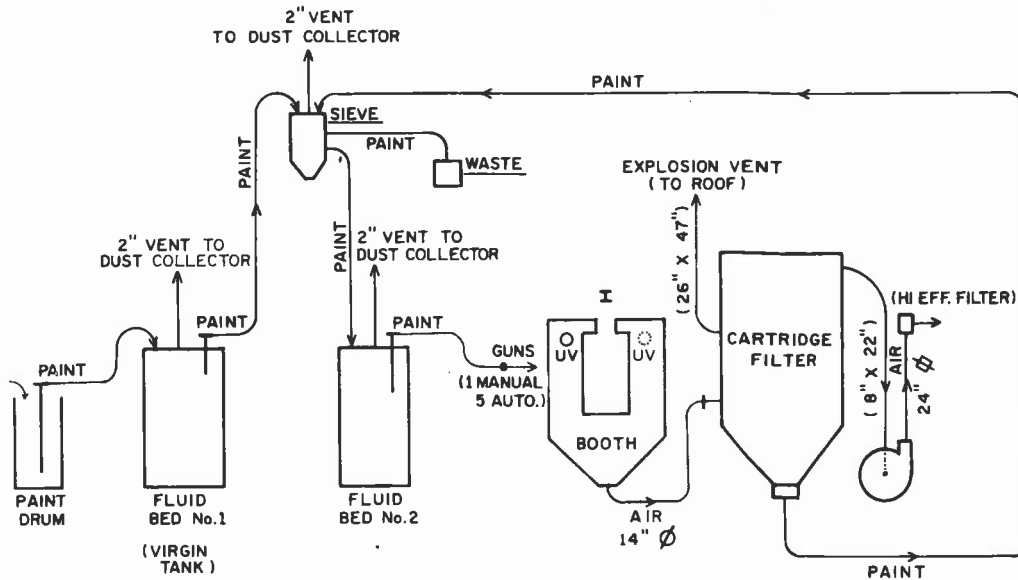 2" VENT
TO DUST COLLECTOR
PAINT
SIEVE
PAINT
WASTE
PAINT
EXPLOSION VENT
(TO ROOF)
2" VENT TO
DUST COLLECTOR
2" VENT TO
DUST COLLECTOR
PAINT
(26" X 47")
(HI EFF. FILTER)
PAINT
PAINT
UV
UV
CARTRIDGE
FILTER
GUNS
(1 MANUAL
5 AUTO.)
(8" X 22")
AIR
24" Ø
PAINT
BOOTH
PAINT
DRUM
FLUID
BED No.1
(VIRGIN
TANK)
FLUID
BED No.2
AIR
14" Ø
PAINT